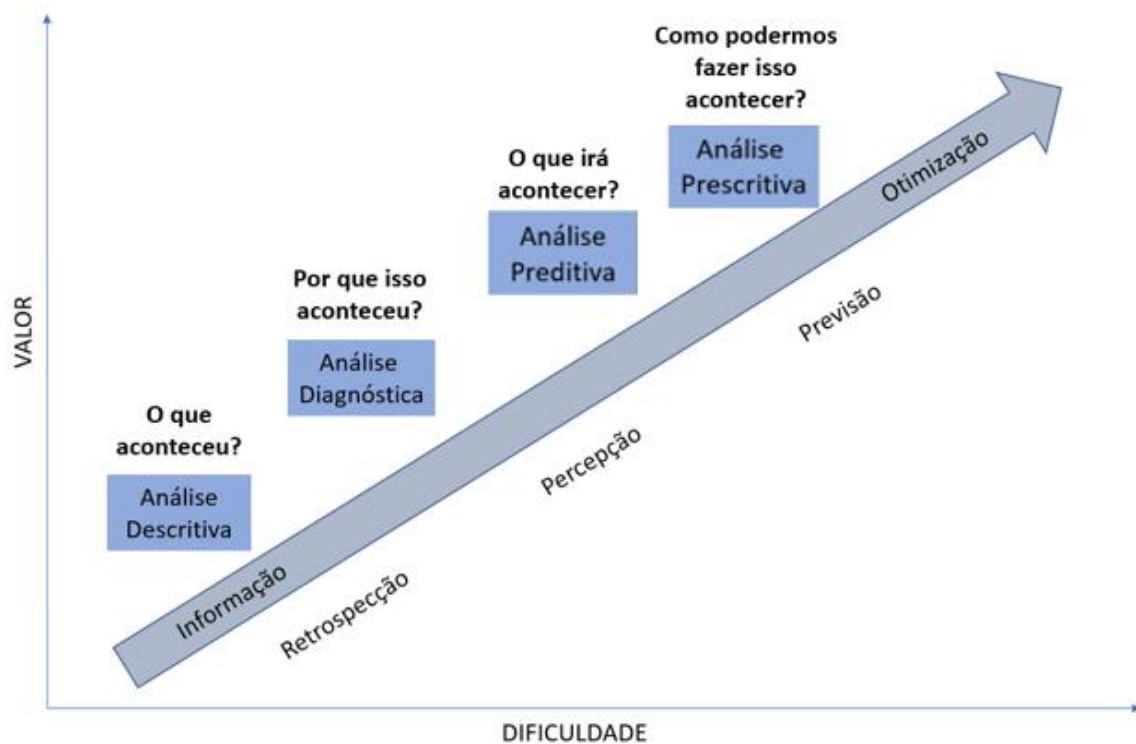 Como podermos
fazer isso
acontecer?
Análise
Prescritiva
O que irá
acontecer?
Análise
Preditiva
Por que isso
aconteceu?
Análise
Diagnóstica
O que
aconteceu?
Análise
Descritiva
Informação
Otimização
Retrospecção
Percepção
Previsão
VALOR
DIFICULDADE